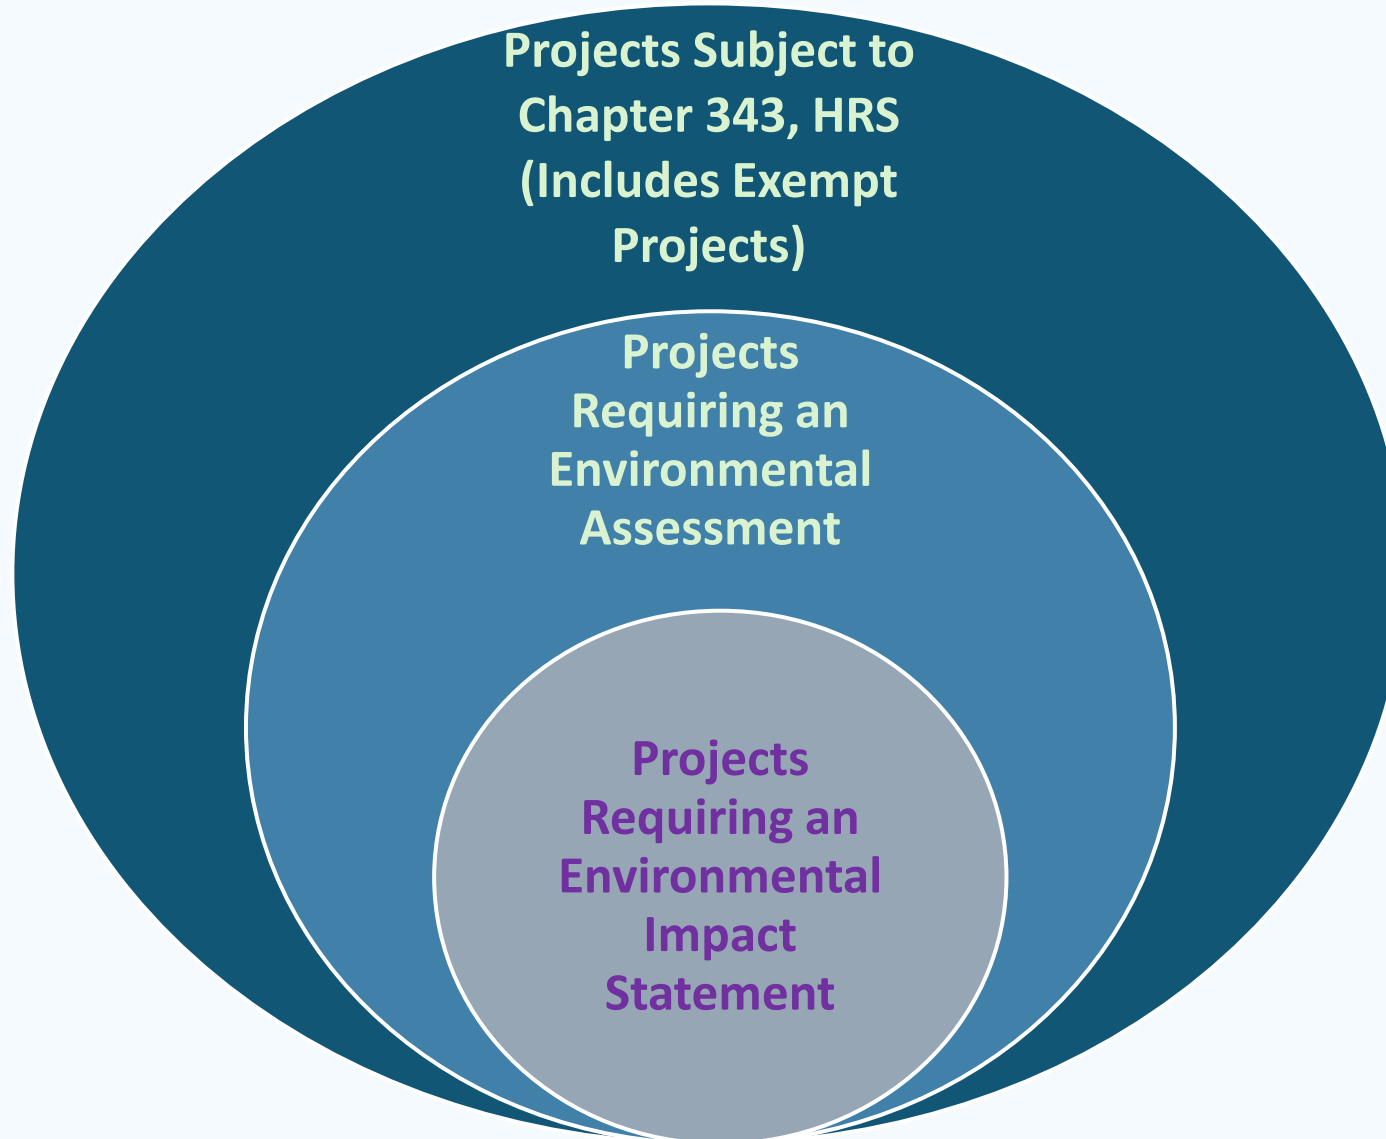 Projects Subject to
Chapter 343, HRS
(Includes Exempt
Projects)
Projects
Requiring an
Environmental
Assessment
Projects
Requiring an
Environmental
Impact
Statement